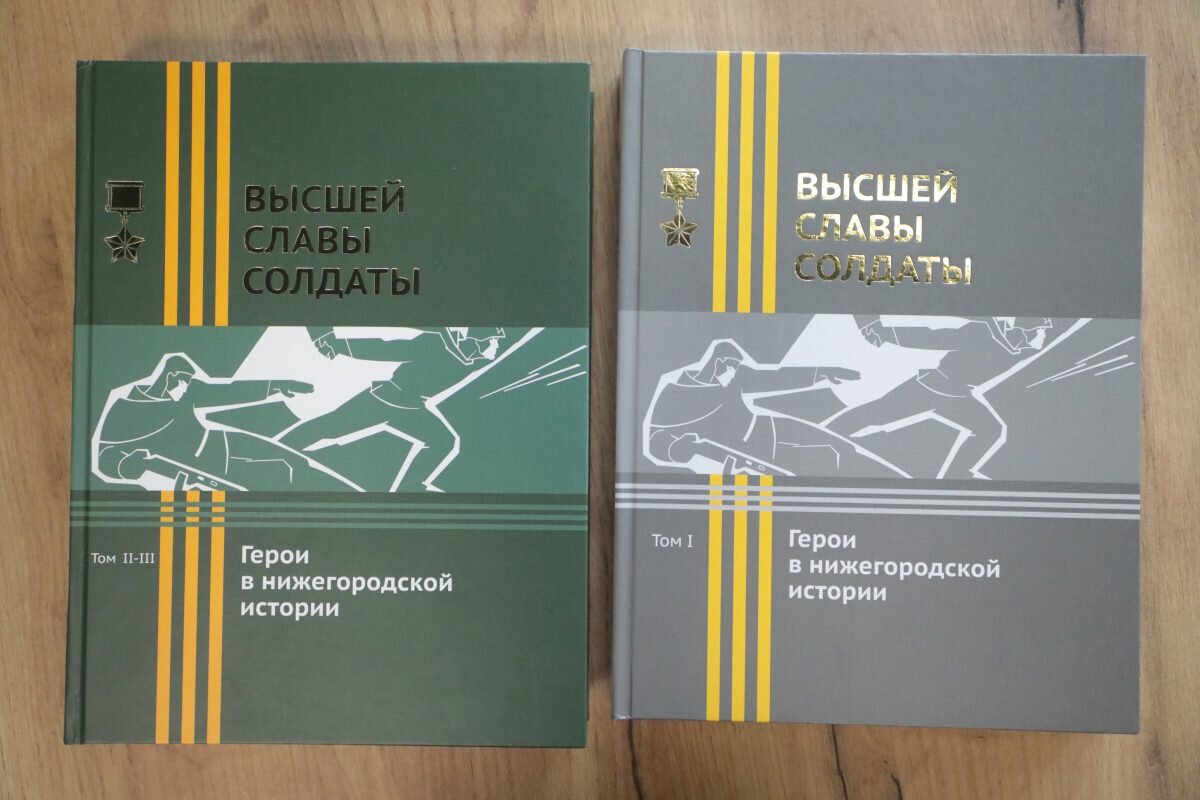 ВЫСШЕЙ
СЛАВЫ
СОЛДАТЫ
Том II-III
Герои
в нижегородской
истории
ВЫСШЕЙ
СЛАВЫ
СОЛДАТЫ
Том I
Герои
в нижегородской
истории